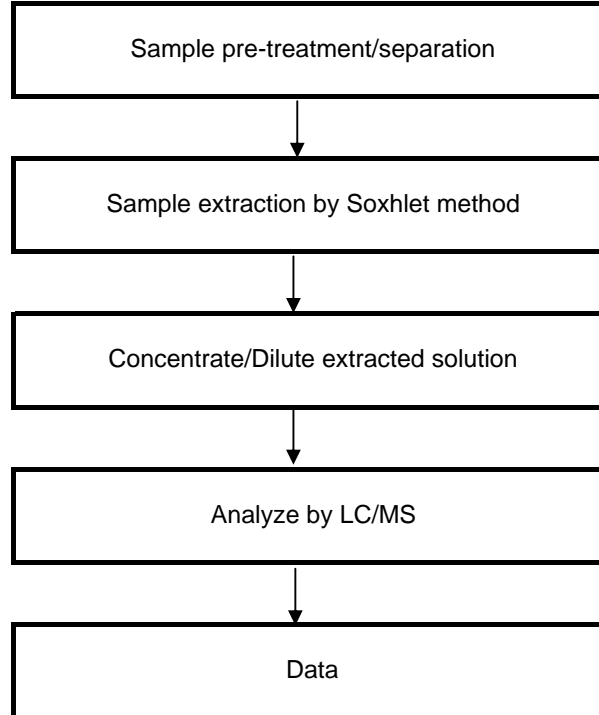 Sample pre-treatment/separation
Sample extraction by Soxhlet method
Concentrate/Dilute extracted solution
Analyze by LC/MS
Data